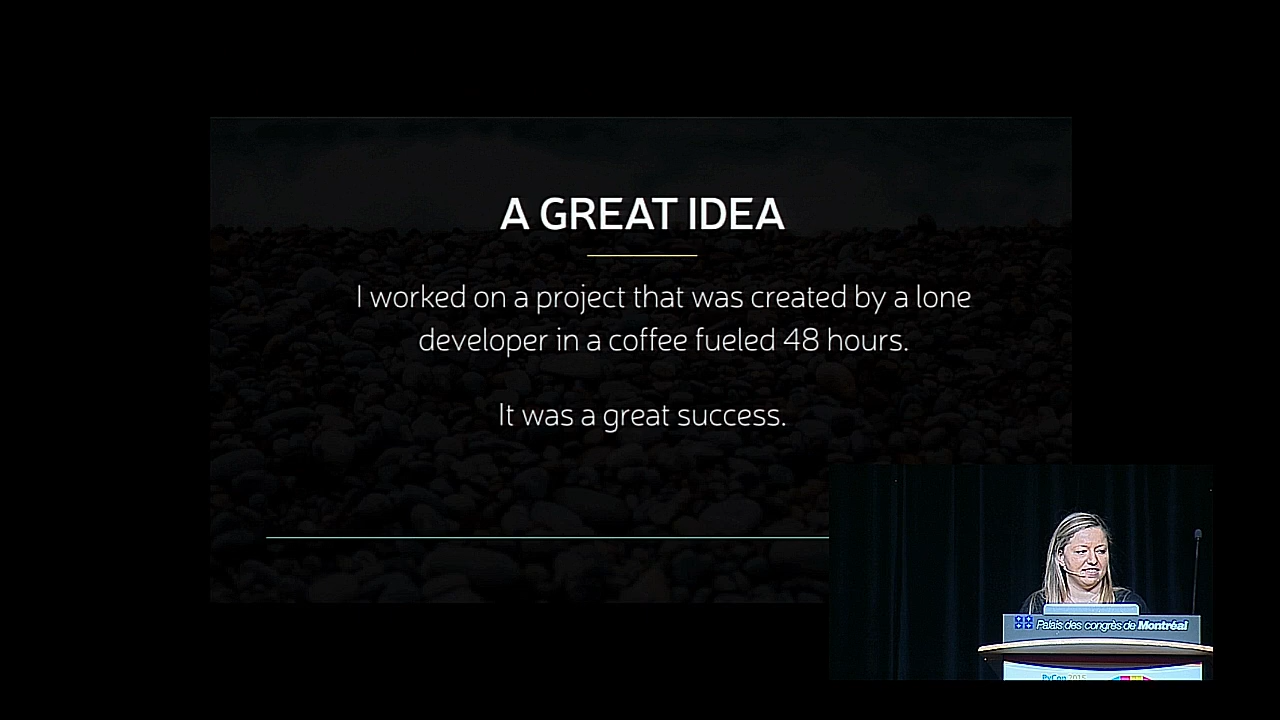 A GREAT IDEA
I worked on a project that was created by a lone
developer in a coffee fueled 48 hours.
It was a great success.
Palais des congrès de Montréal
PyCon 2015